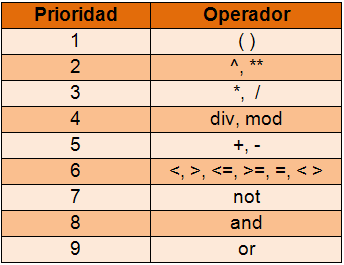 Prioridad Operador
1 ( )
2 ^, **
3 *, /
4 div, mod
5 +, -
6 <, >, <=, >=, =, < >
7 not
8 and
9 or